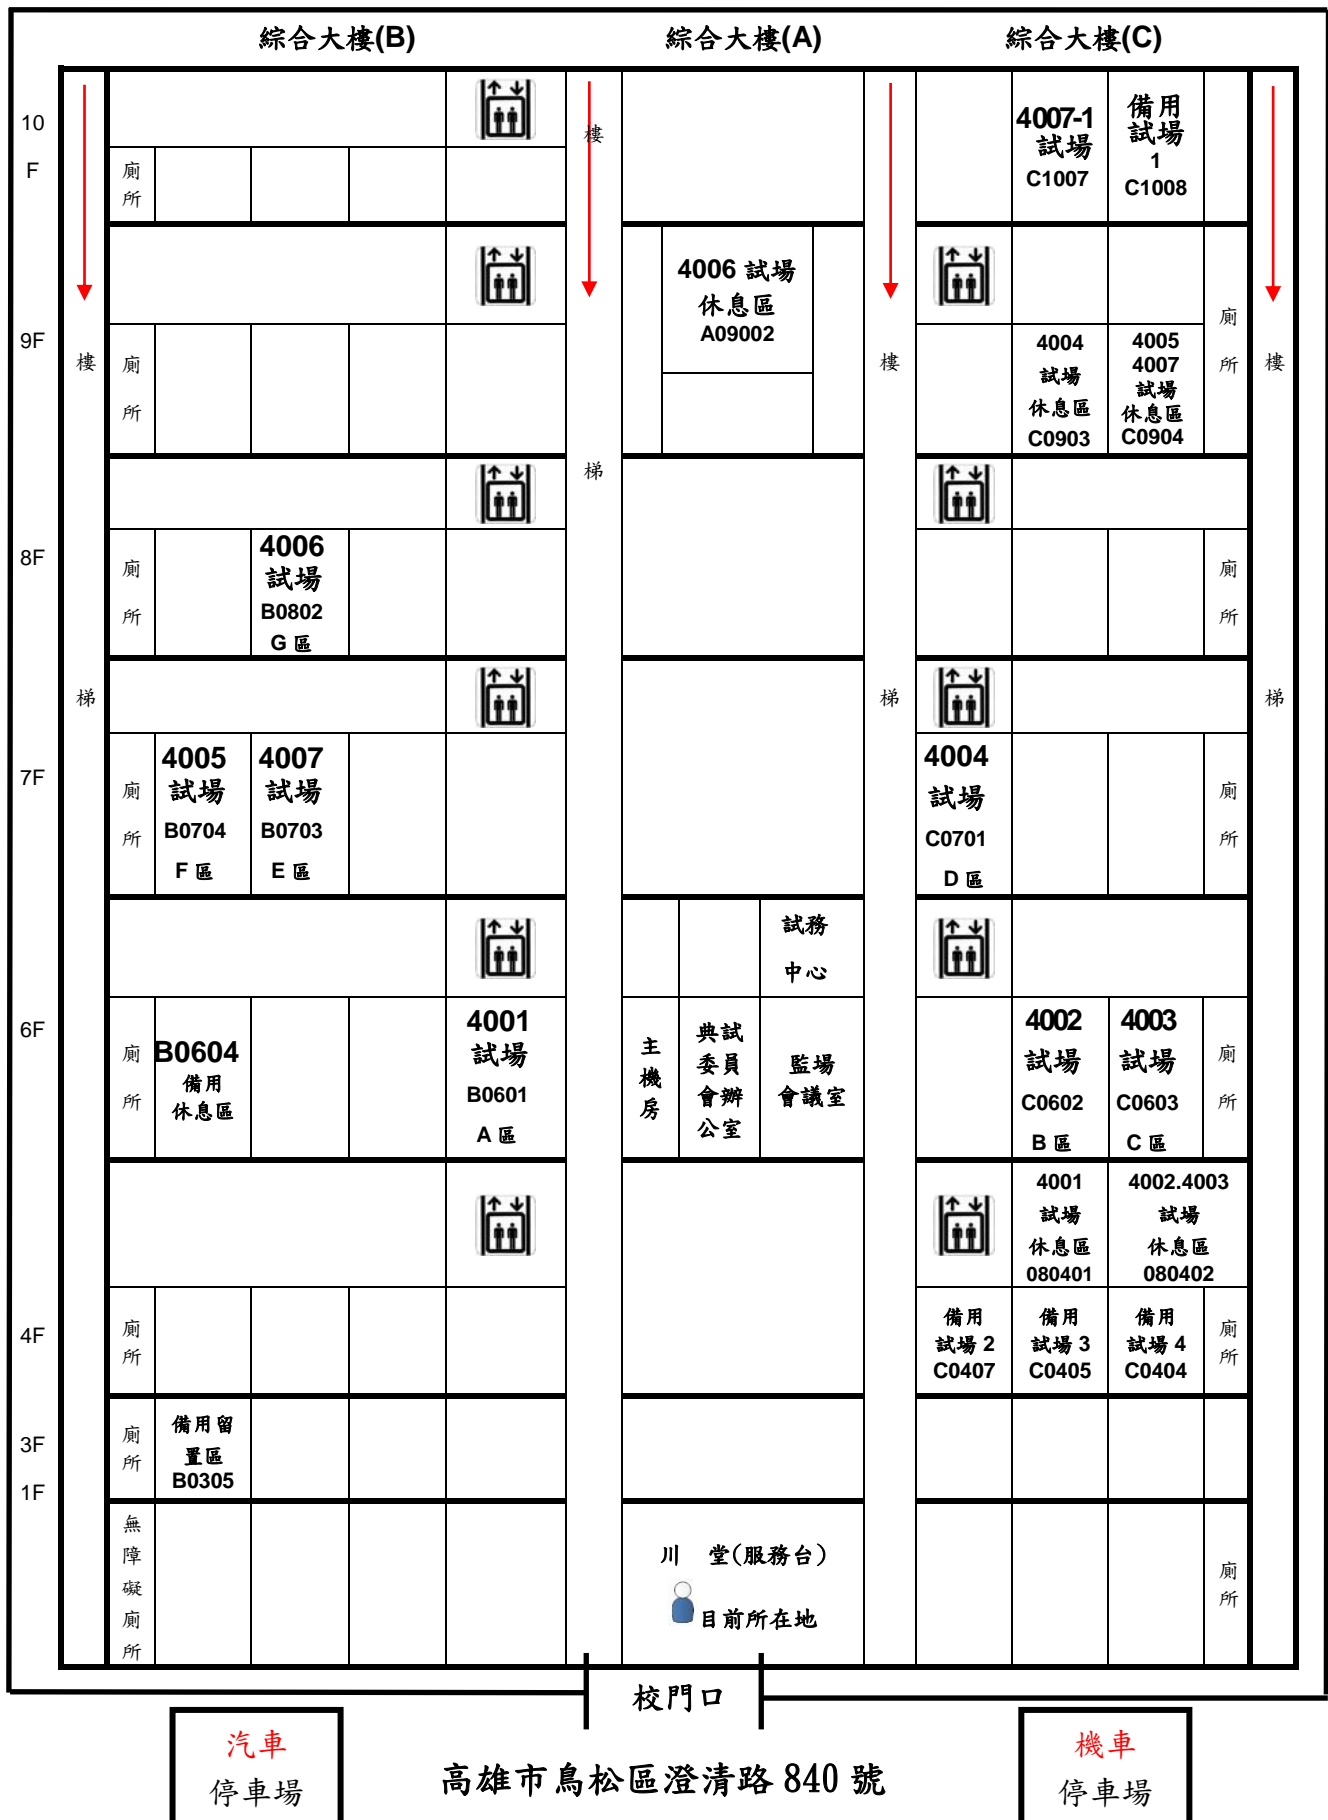 綜合大樓(B)
綜合大樓(A)
綜合大樓(C)
10
F
樓
4007-1
試場
C1007
備用
試場
1
C1008
廁
所
9F
樓
廁
所
4006 試場
休息區
A09002
樓
4004
試場
休息區
C0903
4005
4007
試場
休息區
C0904
廁
所
樓
梯
8F
廁
所
4006
試場
B0802
G 區
廁
所
梯
梯
梯
7F
廁
所
4005
試場
B0704
F 區
4007
試場
B0703
E 區
4004
試場
C0701
D 區
廁
所
試務
中心
6F
廁
所
B0604
備用
休息區
4001
試場
B0601
A 區
主
機
房
典試
委員
會辦
公室
監場
會議室
4002
試場
C0602
B 區
4003
試場
C0603
C 區
廁
所
4001
試場
休息區
080401
4002.4003
試場
休息區
080402
4F
廁
所
備用
試場 2
C0407
備用
試場 3
C0405
備用
試場 4
C0404
廁
所
3F
廁
所
備用留
置區
B0305
1F
無
障
礙
廁
所
川 堂(服務台)
目前所在地
廁
所
校門口
汽車
停車場
高雄市鳥松區澄清路 840 號
機車
停車場